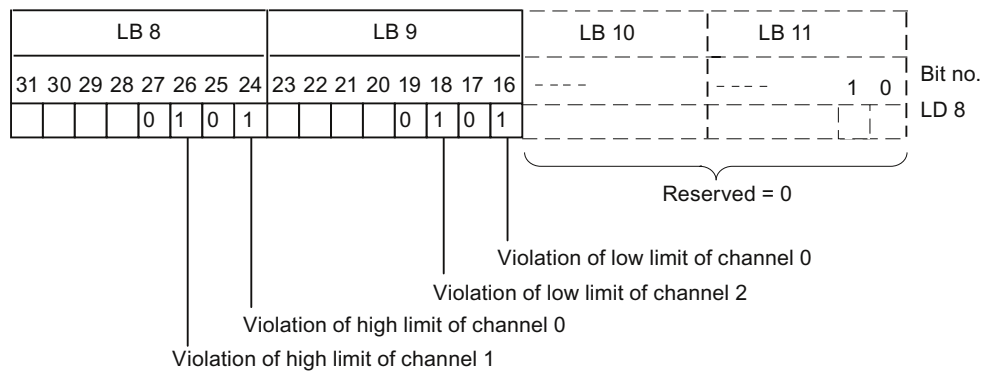 LB 8 LB 9 LB 10 LB 11
31 30 29 28 27 26 25 24 23 22 21 20 19 18 17 16 ---- ---- 1 0 Bit no.
0 1 0 1 0 1 0 1 LD 8
Reserved = 0
Violation of low limit of channel 0
Violation of low limit of channel 2
Violation of high limit of channel 0
Violation of high limit of channel 1